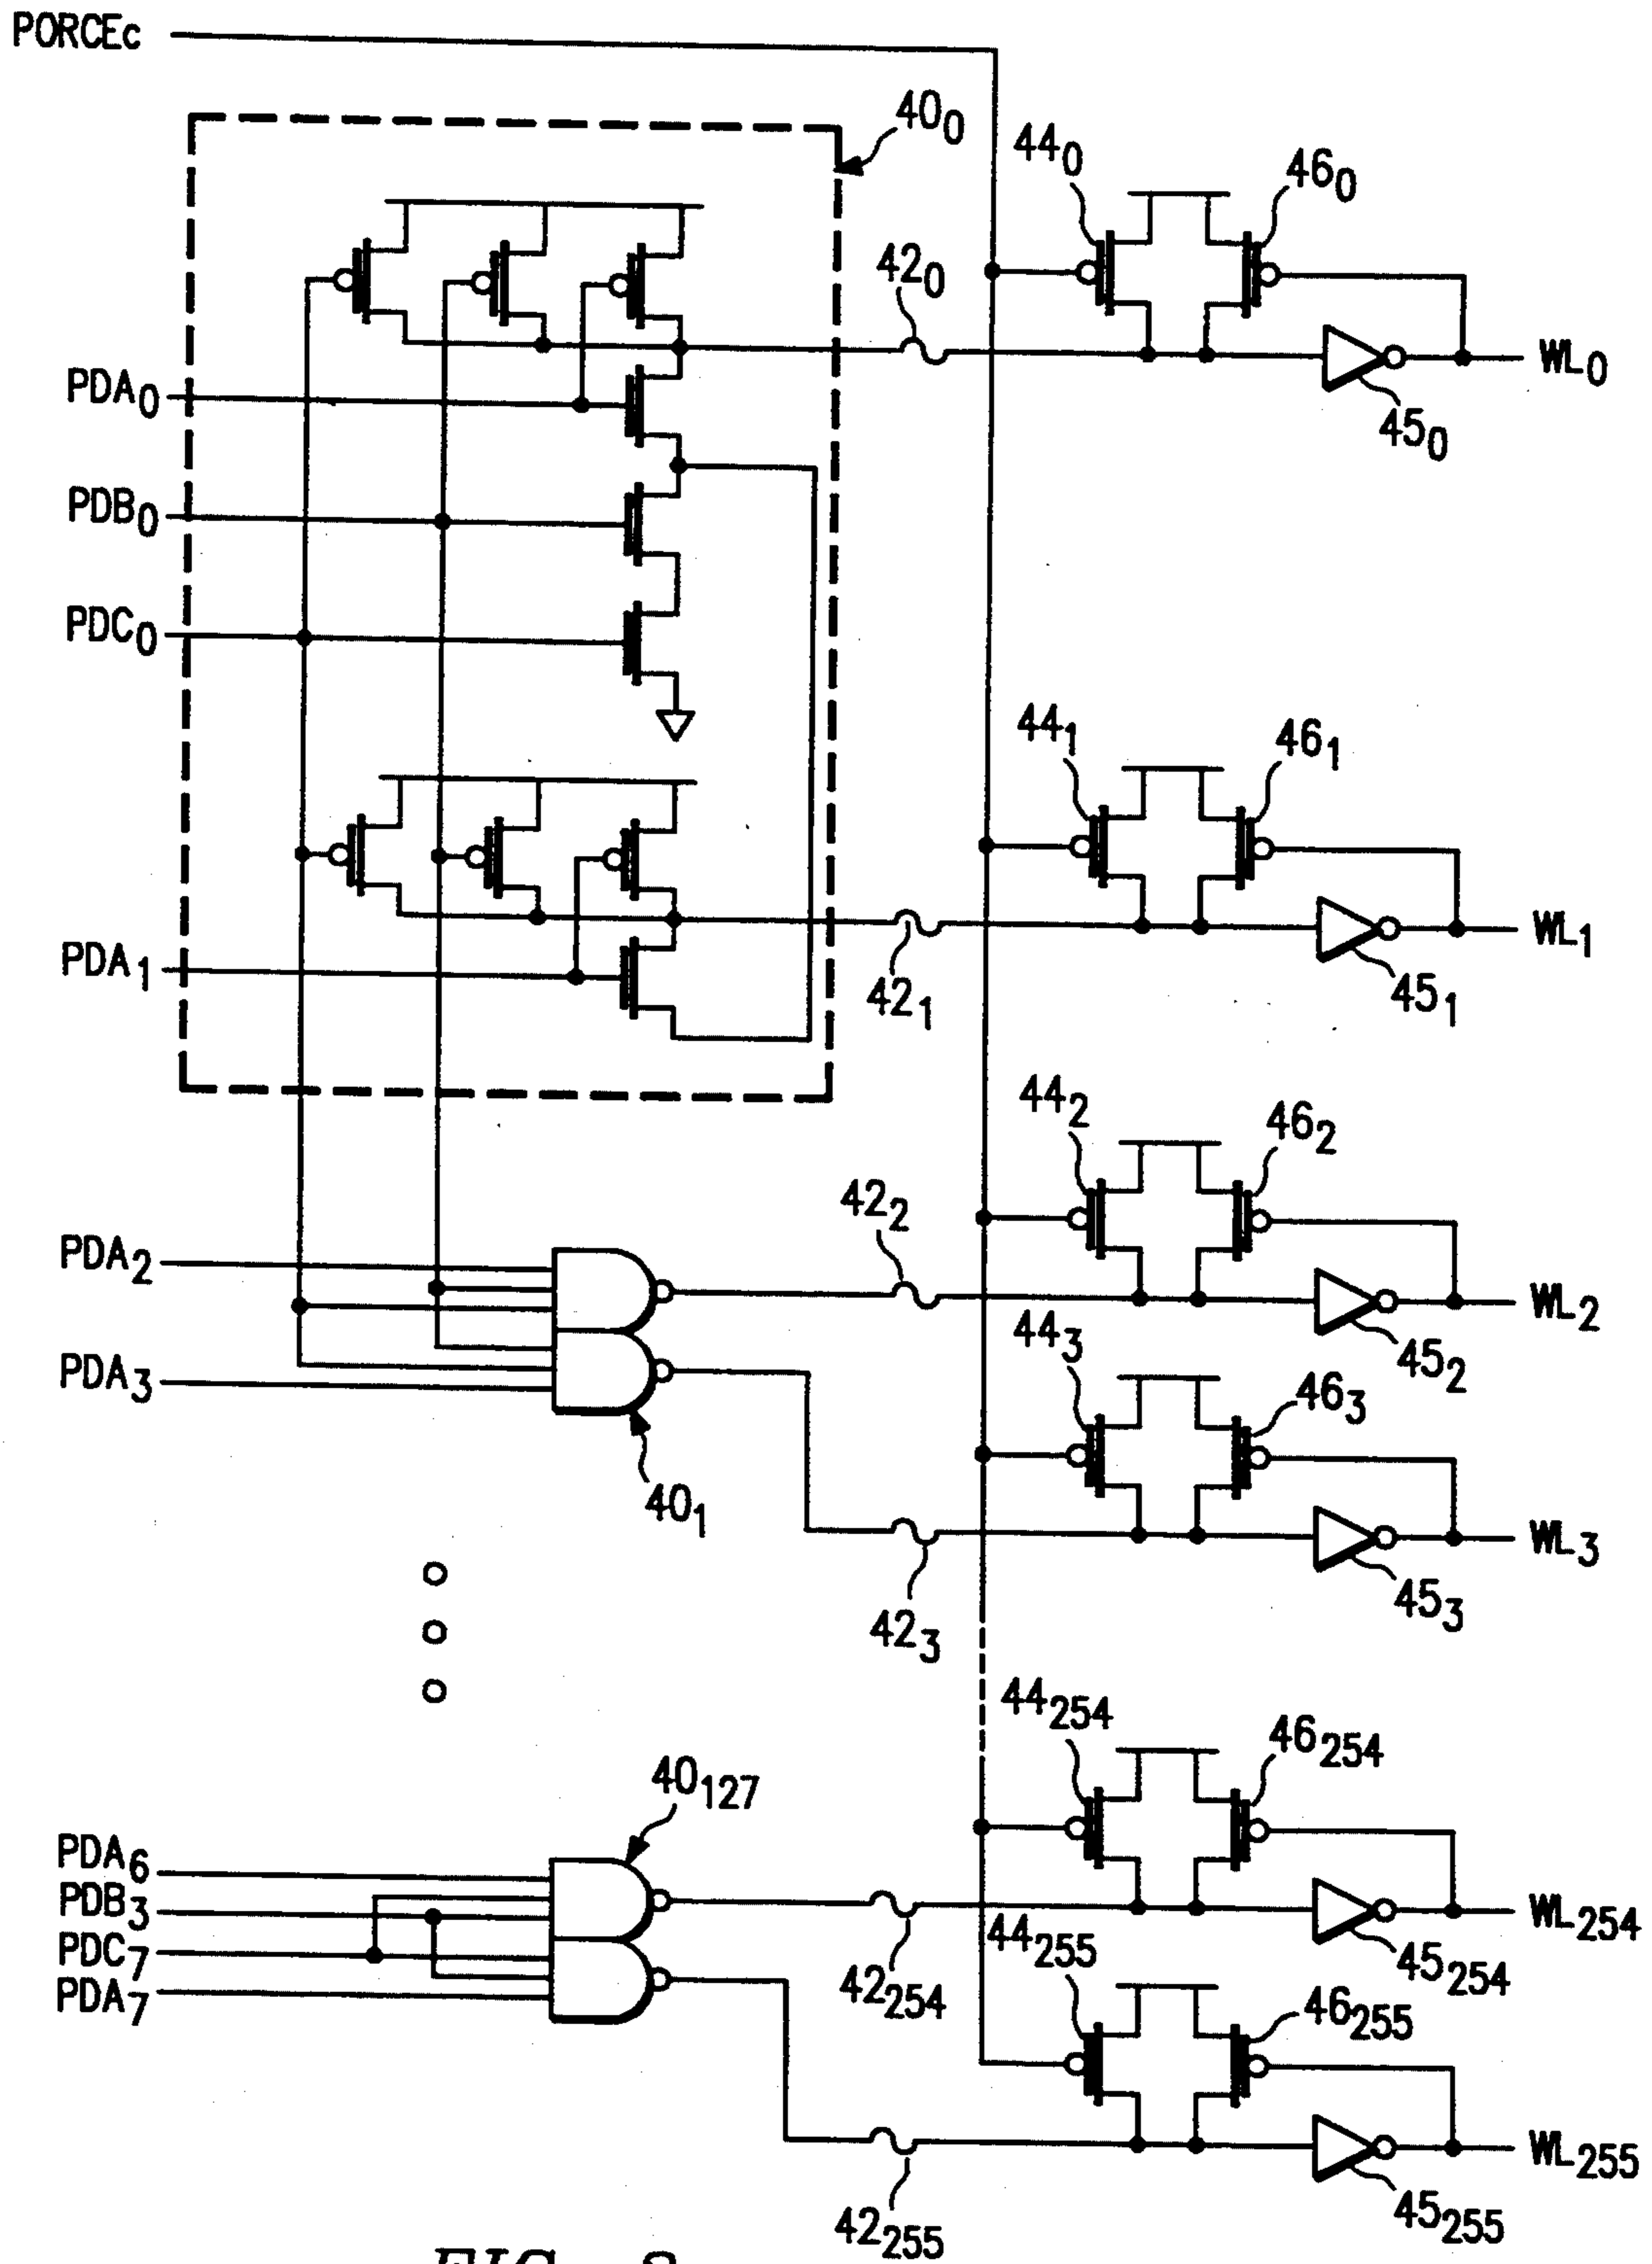 PORCEc
40₀
44₀
46₀
42₀
PDA₀
WL₀
45₀
PDB₀
PDC₀
44₁
46₁
PDA₁
42₁
WL₁
45₁
44₂
46₂
42₂
PDA₂
WL₂
44₃
45₂
PDA₃
46₃
40₁
WL₃
45₃
42₃
44₂₅₄
46₂₅₄
40₁₂₇
PDA₆
PDB₃
WL₂₅₄
PDC₇
44₂₅₅
45₂₅₄
PDA₇
42₂₅₄
46₂₅₅
WL₂₅₅
42₂₅₅
45₂₅₅